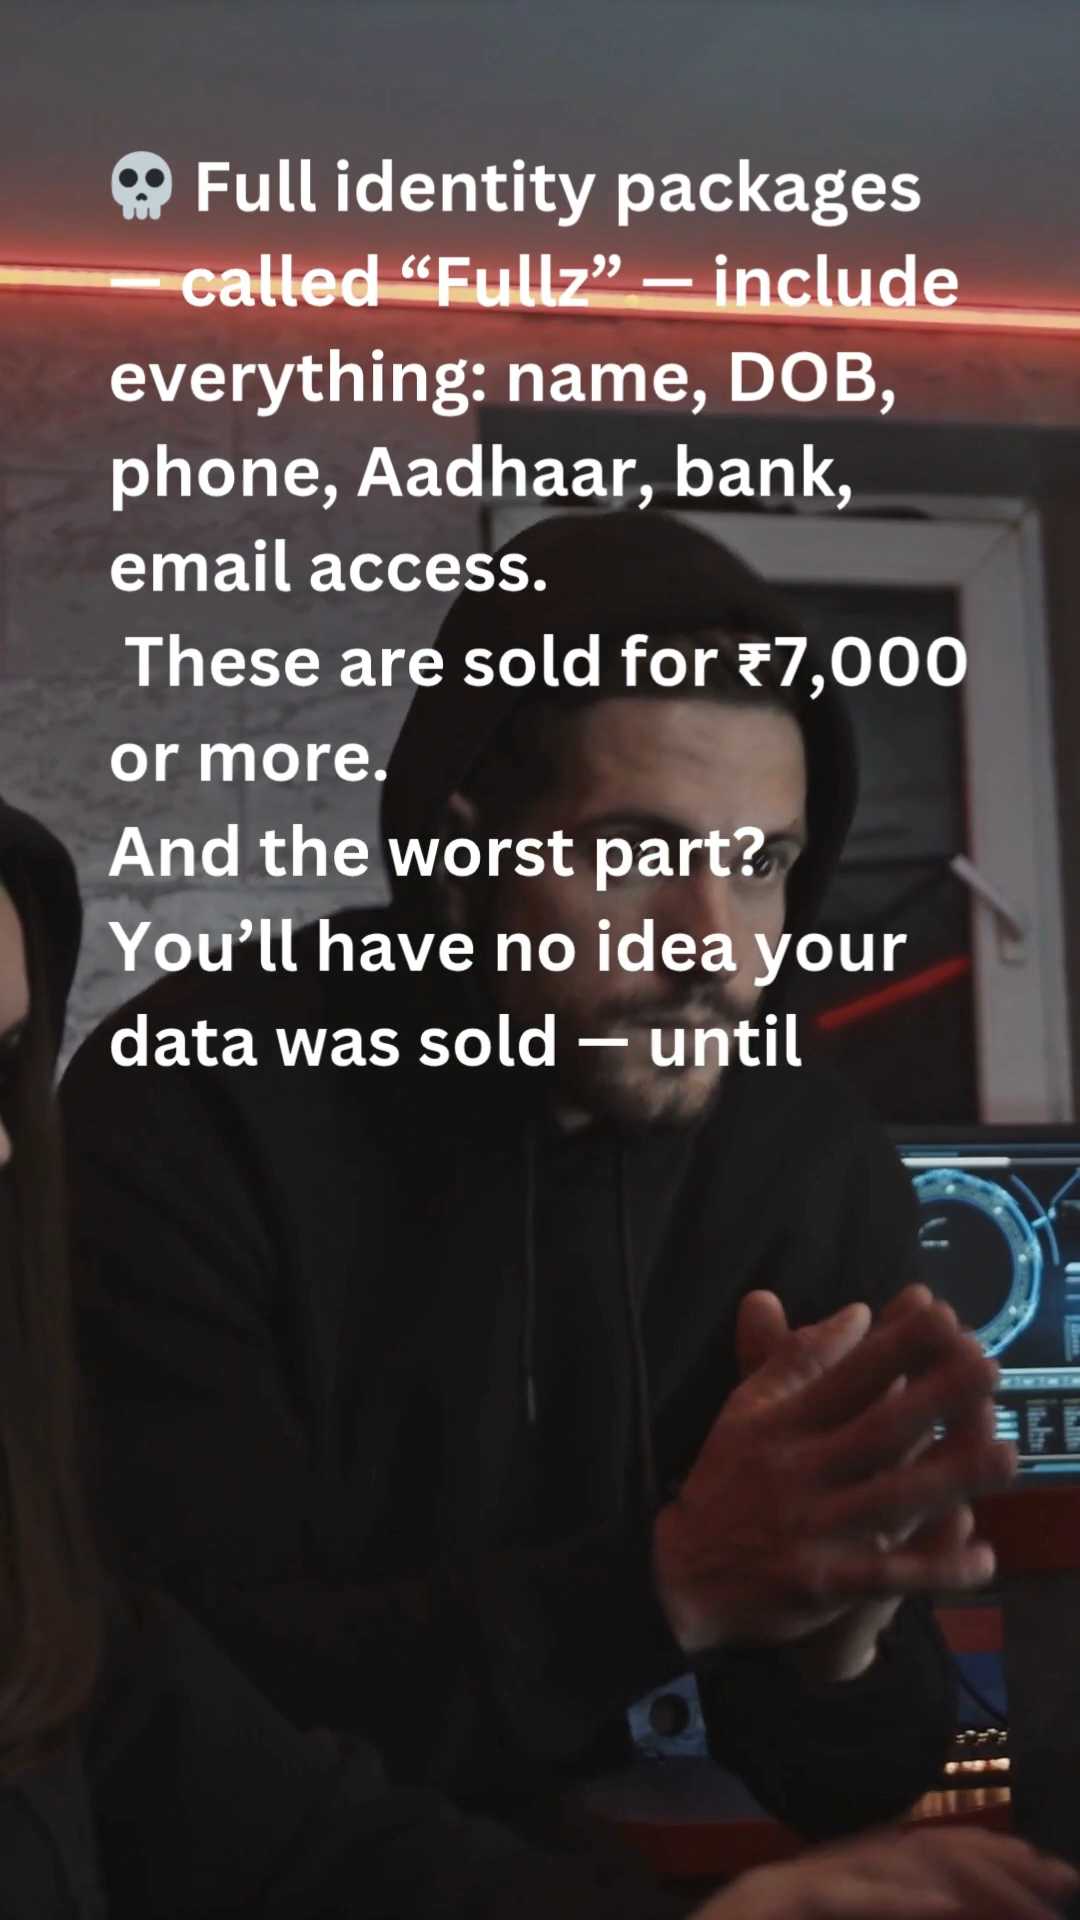 💀 Full identity packages
— called “Fullz” — include
everything: name, DOB,
phone, Aadhaar, bank,
email access.
These are sold for ₹7,000
or more.
And the worst part?
You’ll have no idea your
data was sold — until